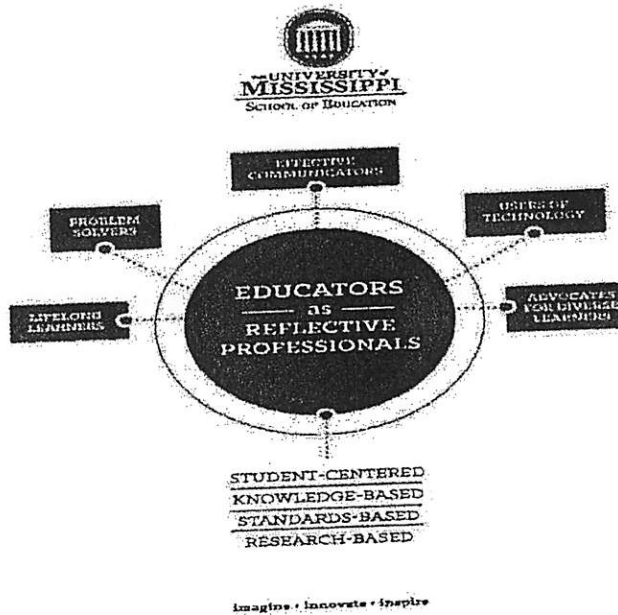 THE UNIVERSITY of
MISSISSIPPI
SCHOOL OF EDUCATION
EFFECTIVE
COMMUNICATORS
PROBLEM
SOLVERS
USERS OF
TECHNOLOGY
LIFELONG
LEARNERS
EDUCATORS
as
REFLECTIVE
PROFESSIONALS
ADVOCATES
FOR DIVERSE
LEARNERS
STUDENT-CENTERED
KNOWLEDGE-BASED
STANDARDS-BASED
RESEARCH-BASED
imagine • innovate • inspire